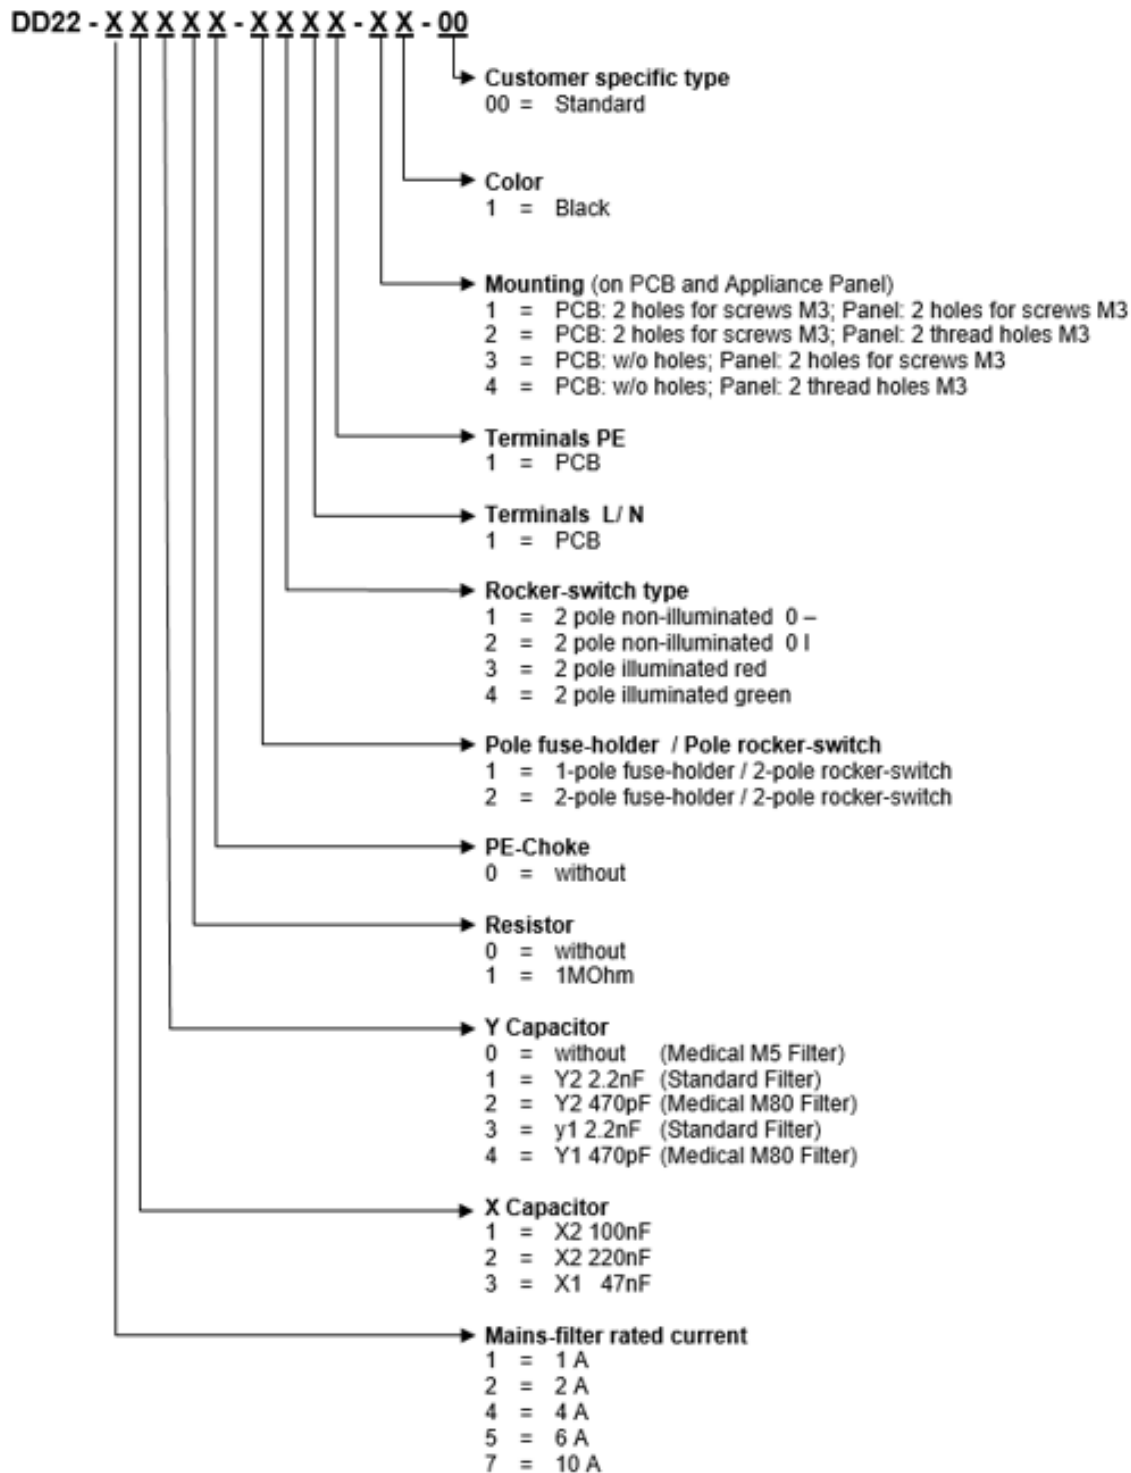 DD22 - X X X X X - X X X X - X X - 00
Customer specific type
00 = Standard
Color
1 = Black
Mounting (on PCB and Appliance Panel)
1 = PCB: 2 holes for screws M3; Panel: 2 holes for screws M3
2 = PCB: 2 holes for screws M3; Panel: 2 thread holes M3
3 = PCB: w/o holes; Panel: 2 holes for screws M3
4 = PCB: w/o holes; Panel: 2 thread holes M3
Terminals PE
1 = PCB
Terminals L/ N
1 = PCB
Rocker-switch type
1 = 2 pole non-illuminated 0 –
2 = 2 pole non-illuminated 0 I
3 = 2 pole illuminated red
4 = 2 pole illuminated green
Pole fuse-holder / Pole rocker-switch
1 = 1-pole fuse-holder / 2-pole rocker-switch
2 = 2-pole fuse-holder / 2-pole rocker-switch
PE-Choke
0 = without
Resistor
0 = without
1 = 1MOhm
Y Capacitor
0 = without (Medical M5 Filter)
1 = Y2 2.2nF (Standard Filter)
2 = Y2 470pF (Medical M80 Filter)
3 = y1 2.2nF (Standard Filter)
4 = Y1 470pF (Medical M80 Filter)
X Capacitor
1 = X2 100nF
2 = X2 220nF
3 = X1 47nF
Mains-filter rated current
1 = 1 A
2 = 2 A
4 = 4 A
5 = 6 A
7 = 10 A